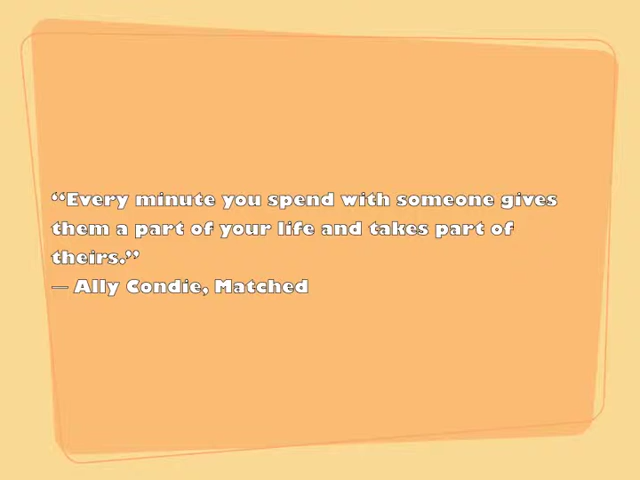 “Every minute you spend with someone gives
them a part of your life and takes part of
theirs.”
— Ally Condie, Matched